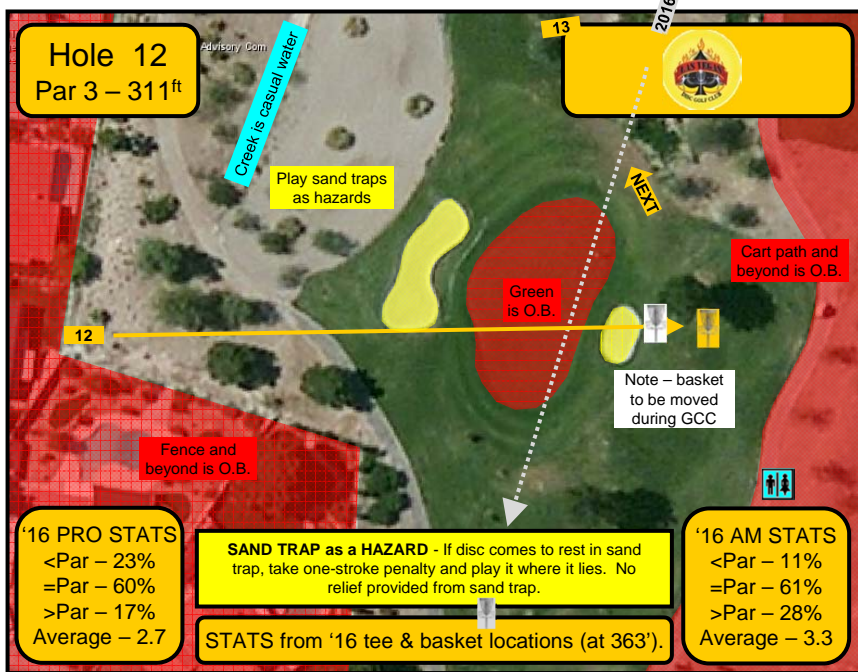 Hole 12
Par 3 – 311ft
Advisory Com
Creek is casual water
2016
13
LAS VEGAS
DISC GOLF CLUB
Play sand traps
as hazards
NEXT
Cart path and
beyond is O.B.
Green
is O.B.
12
Note – basket
to be moved
during GCC
Fence and
beyond is O.B.
‘16 PRO STATS
<Par – 23%
=Par – 60%
>Par – 17%
Average – 2.7
SAND TRAP as a HAZARD - If disc comes to rest in sand
trap, take one-stroke penalty and play it where it lies. No
relief provided from sand trap.
STATS from ‘16 tee & basket locations (at 363’).
‘16 AM STATS
<Par – 11%
=Par – 61%
>Par – 28%
Average – 3.3